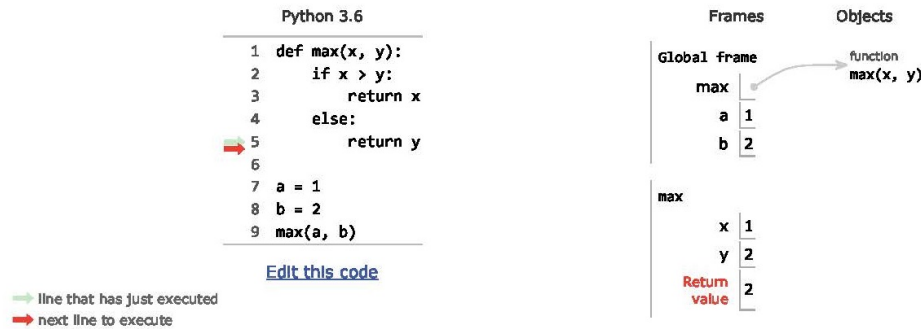 Python 3.6
1 def max(x, y):
2     if x > y:
3         return x
4     else:
5         return y
6
7 a = 1
8 b = 2
9 max(a, b)
Edit this code
line that has just executed
next line to execute
Frames
Objects
Global frame
max
a 1
b 2
function
max(x, y)
max
x 1
y 2
Return
value 2